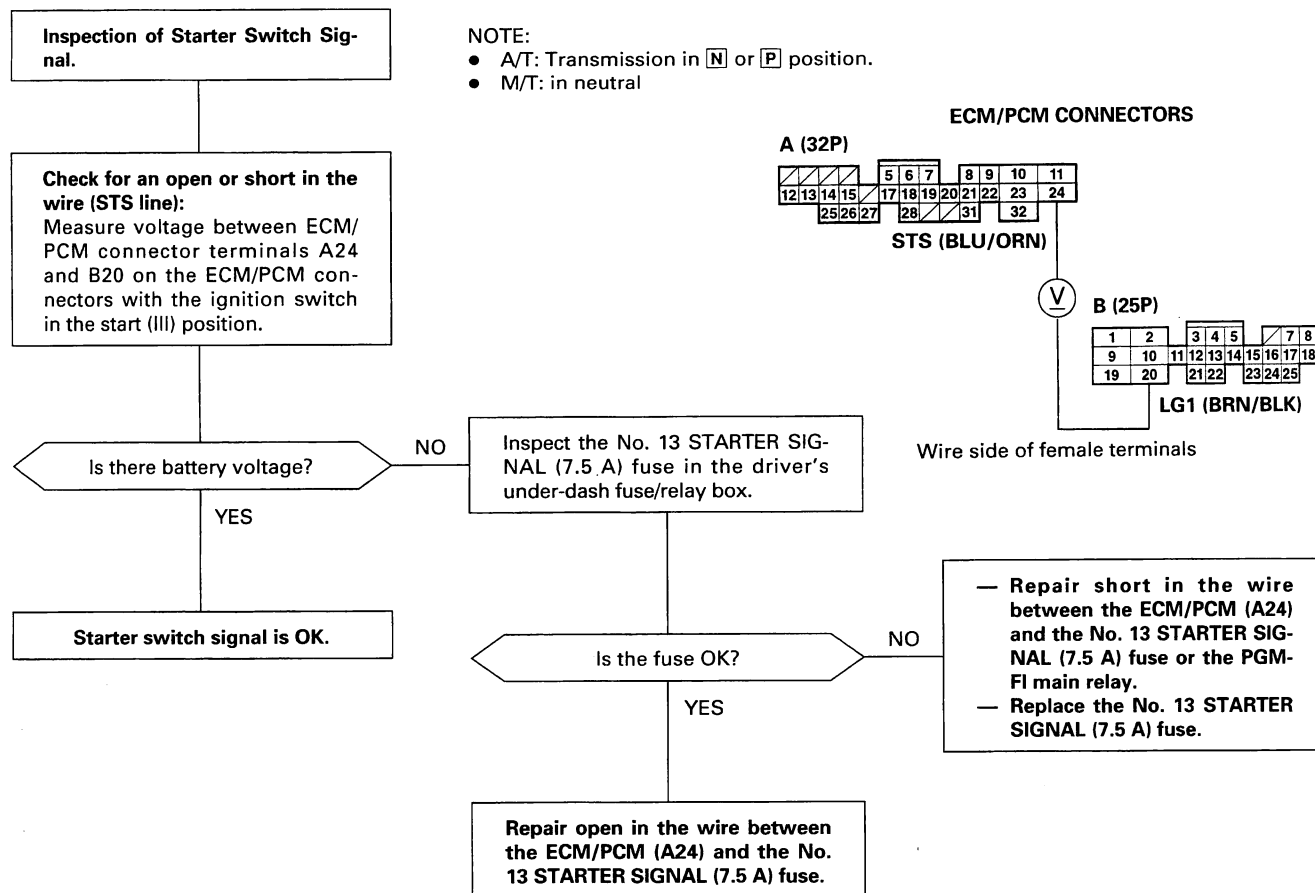 Inspection of Starter Switch Sig-
nal.
NOTE:
● A/T: Transmission in N or P position.
● M/T: in neutral
Check for an open or short in the
wire (STS line):
Measure voltage between ECM/
PCM connector terminals A24
and B20 on the ECM/PCM con-
nectors with the ignition switch
in the start (III) position.
ECM/PCM CONNECTORS
A (32P)
5 6 7 8 9 10 11
12 13 14 15 17 18 19 20 21 22 23 24
25 26 27 28 31 32
STS (BLU/ORN)
V
B (25P)
1 2 3 4 5 7 8
9 10 11 12 13 14 15 16 17 18
19 20 21 22 23 24 25
LG1 (BRN/BLK)
Wire side of female terminals
Is there battery voltage?
NO
YES
Inspect the No. 13 STARTER SIG-
NAL (7.5 A) fuse in the driver's
under-dash fuse/relay box.
Starter switch signal is OK.
Is the fuse OK?
NO
YES
— Repair short in the wire
between the ECM/PCM (A24)
and the No. 13 STARTER SIG-
NAL (7.5 A) fuse or the PGM-
FI main relay.
— Replace the No. 13 STARTER
SIGNAL (7.5 A) fuse.
Repair open in the wire between
the ECM/PCM (A24) and the No.
13 STARTER SIGNAL (7.5 A) fuse.